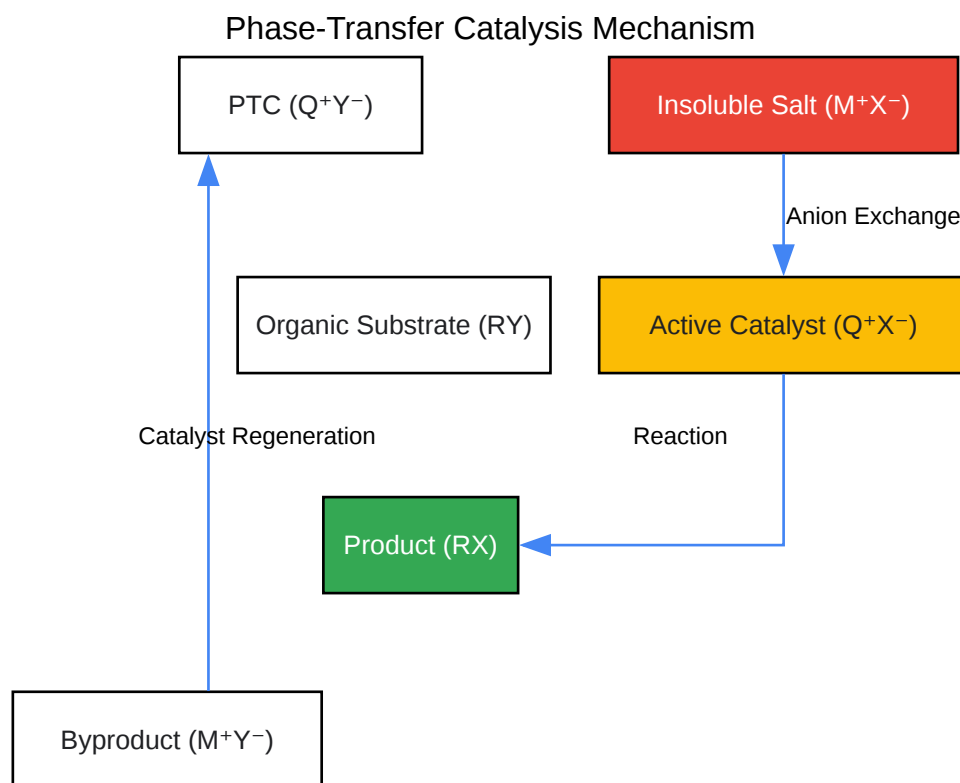 Phase-Transfer Catalysis Mechanism
PTC (Q⁺Y⁻)
Insoluble Salt (M⁺X⁻)
Anion Exchange
Organic Substrate (RY)
Active Catalyst (Q⁺X⁻)
Catalyst Regeneration
Reaction
Product (RX)
Byproduct (M⁺Y⁻)